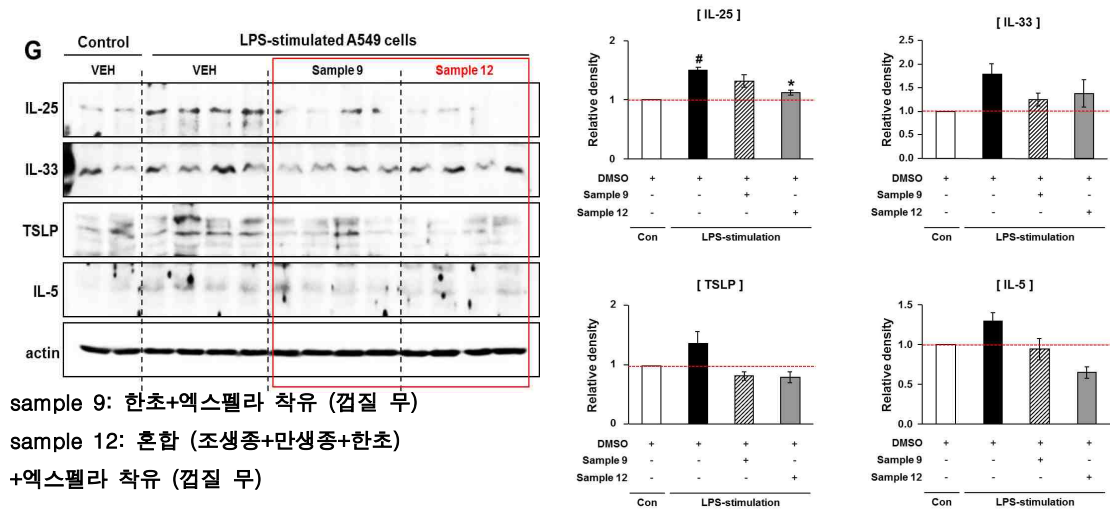 G
Control
LPS-stimulated A549 cells
VEH
VEH
Sample 9
Sample 12
IL-25
IL-33
TSLP
IL-5
actin
sample 9: 한초+엑스펠라 착유 (껍질 무)
sample 12: 혼합 (조생종+만생종+한초)
+엑스펠라 착유 (껍질 무)
[ IL-25 ]
Relative density
2
1
0
#
*
DMSO + + + +
Sample 9 - - + -
Sample 12 - - - +
Con LPS-stimulation
[ IL-33 ]
Relative density
2.5
2.0
1.5
1.0
0.5
0.0
DMSO + + + +
Sample 9 - - + -
Sample 12 - - - +
Con LPS-stimulation
[ TSLP ]
Relative density
2
1
0
DMSO + + + +
Sample 9 - - + -
Sample 12 - - - +
Con LPS-stimulation
[ IL-5 ]
Relative density
1.5
1.0
0.5
0.0
DMSO + + + +
Sample 9 - - + -
Sample 12 - - - +
Con LPS-stimulation